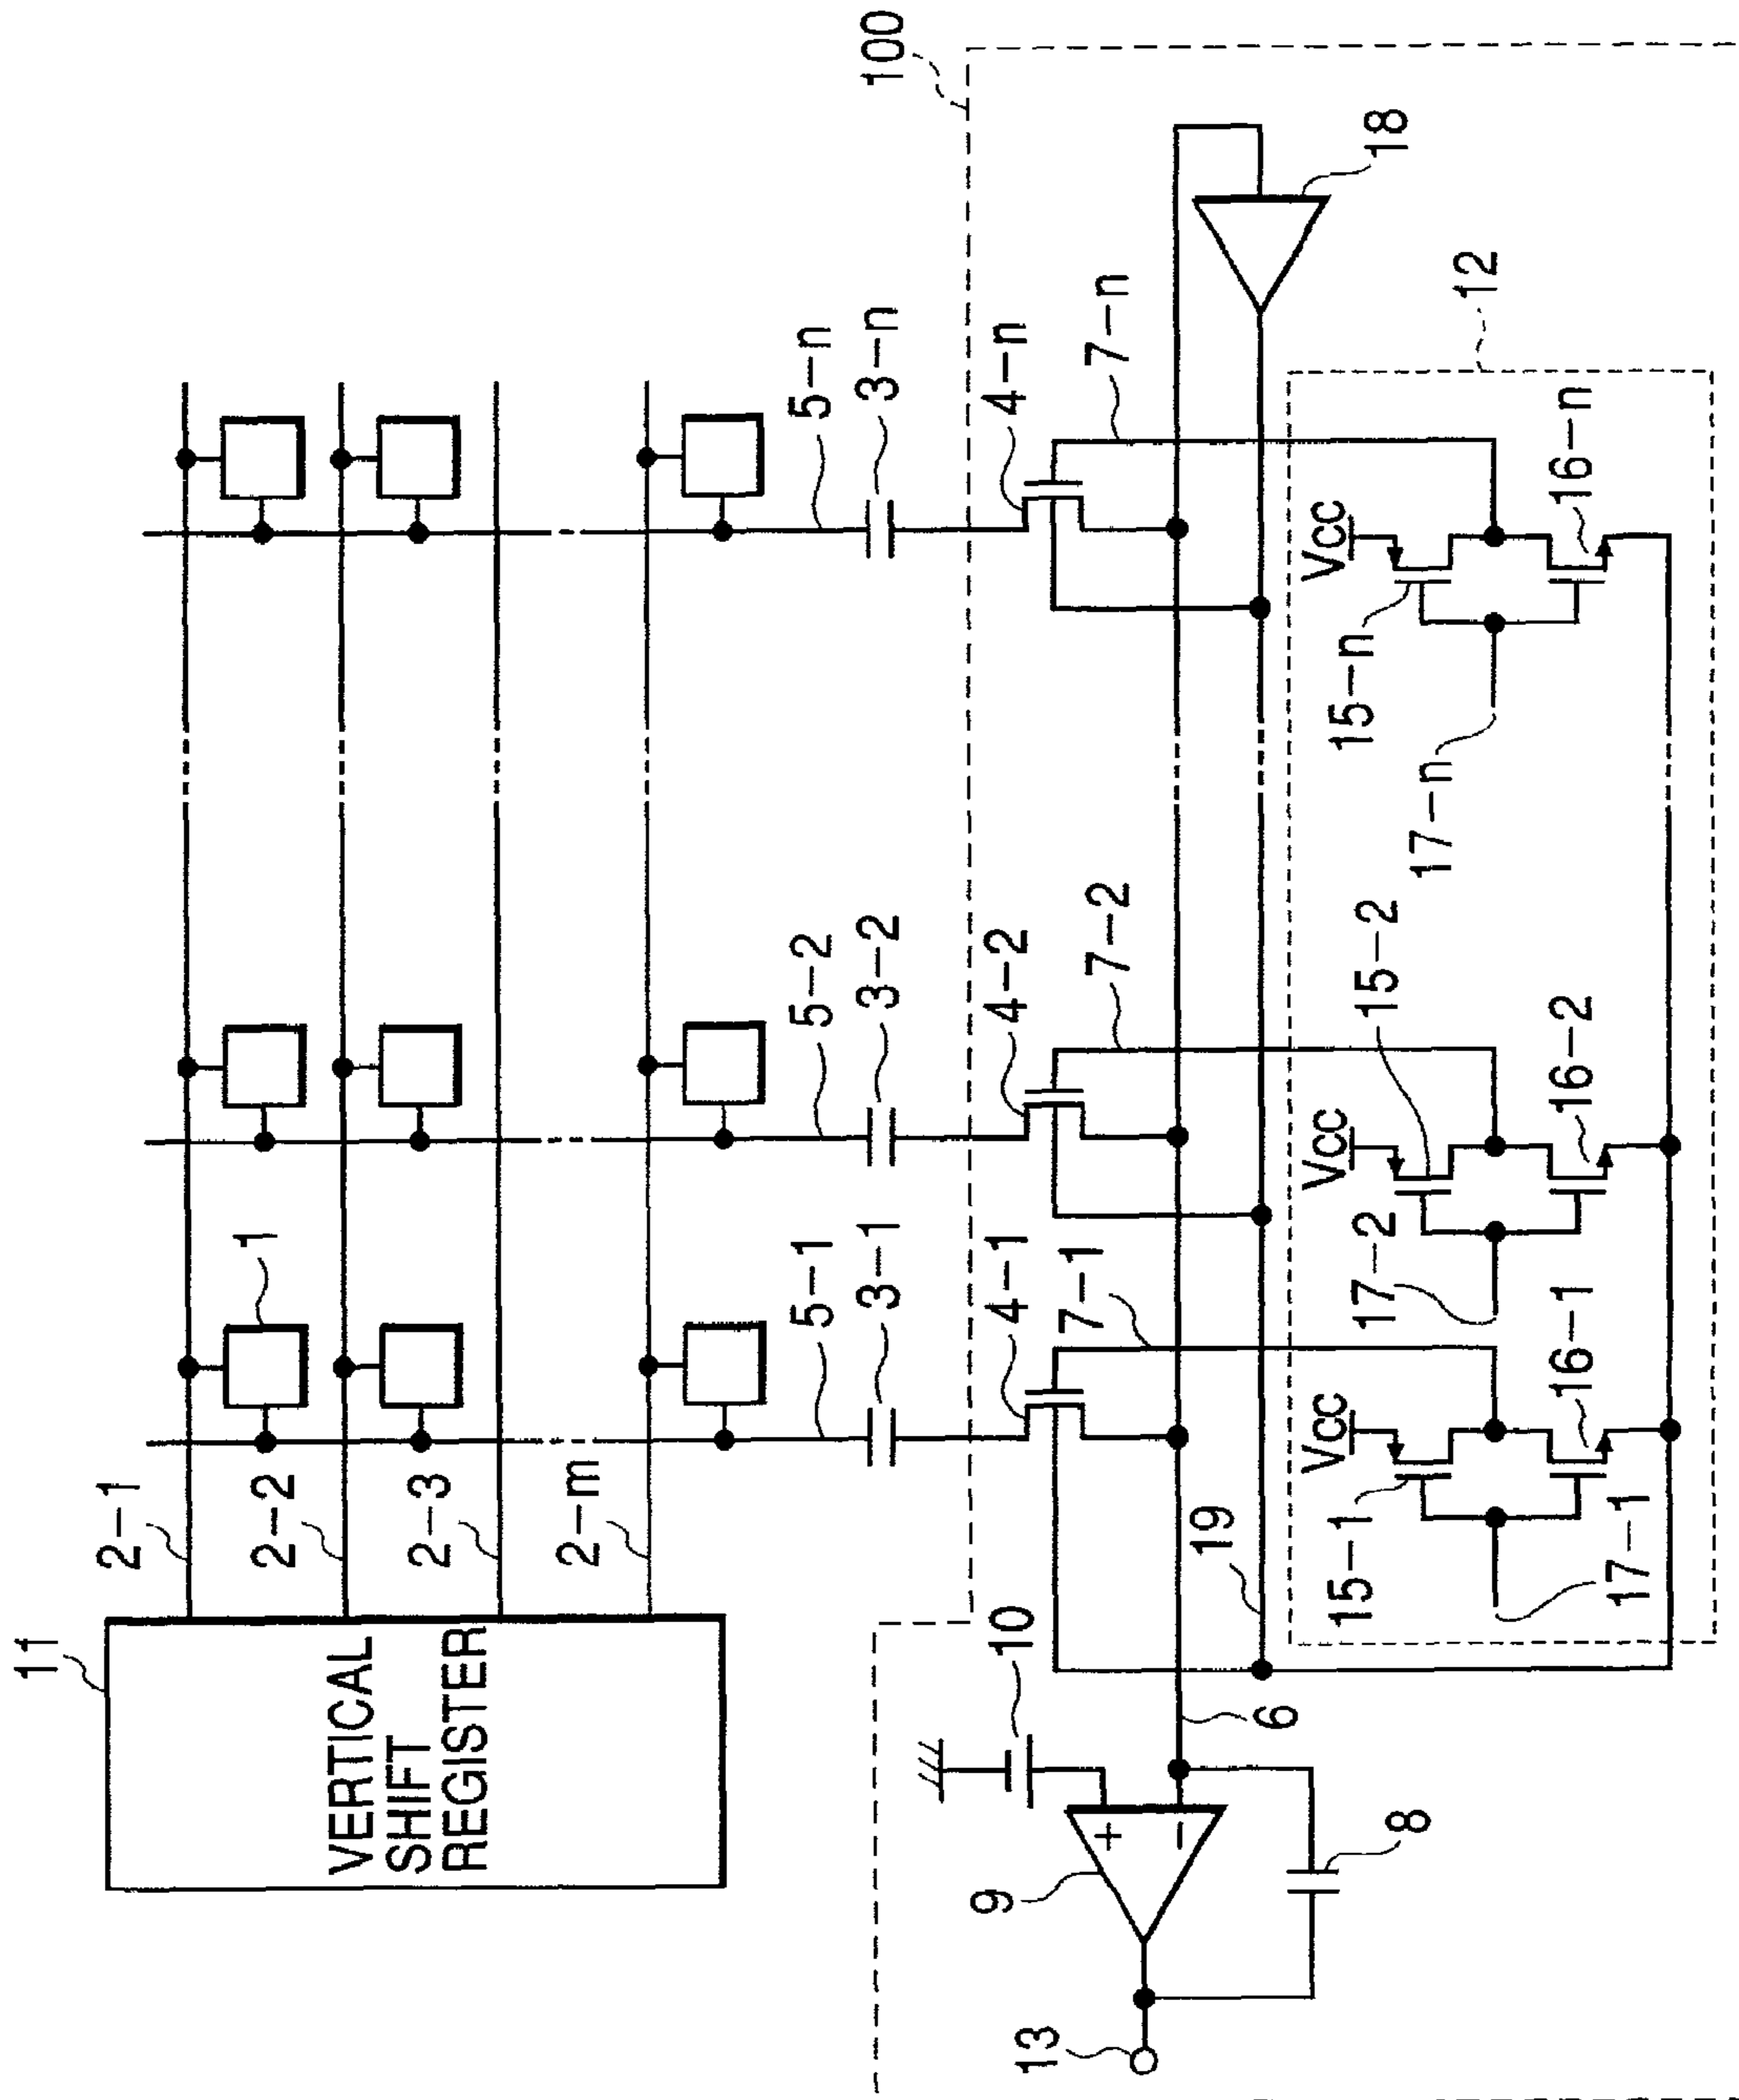 11
VERTICAL
SHIFT
REGISTER
2-1
2-2
2-3
2-m
1
5-1
5-2
5-n
3-1
3-2
3-n
100
4-1
4-2
4-n
7-1
7-2
7-n
10
9
+
−
13
8
6
19
18
12
Vcc
Vcc
Vcc
15-1
15-2
15-n
16-1
16-2
16-n
17-1
17-2
17-n